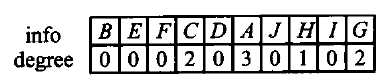 info B E F C D A J H I G
degree 0 0 0 2 0 3 0 1 0 2